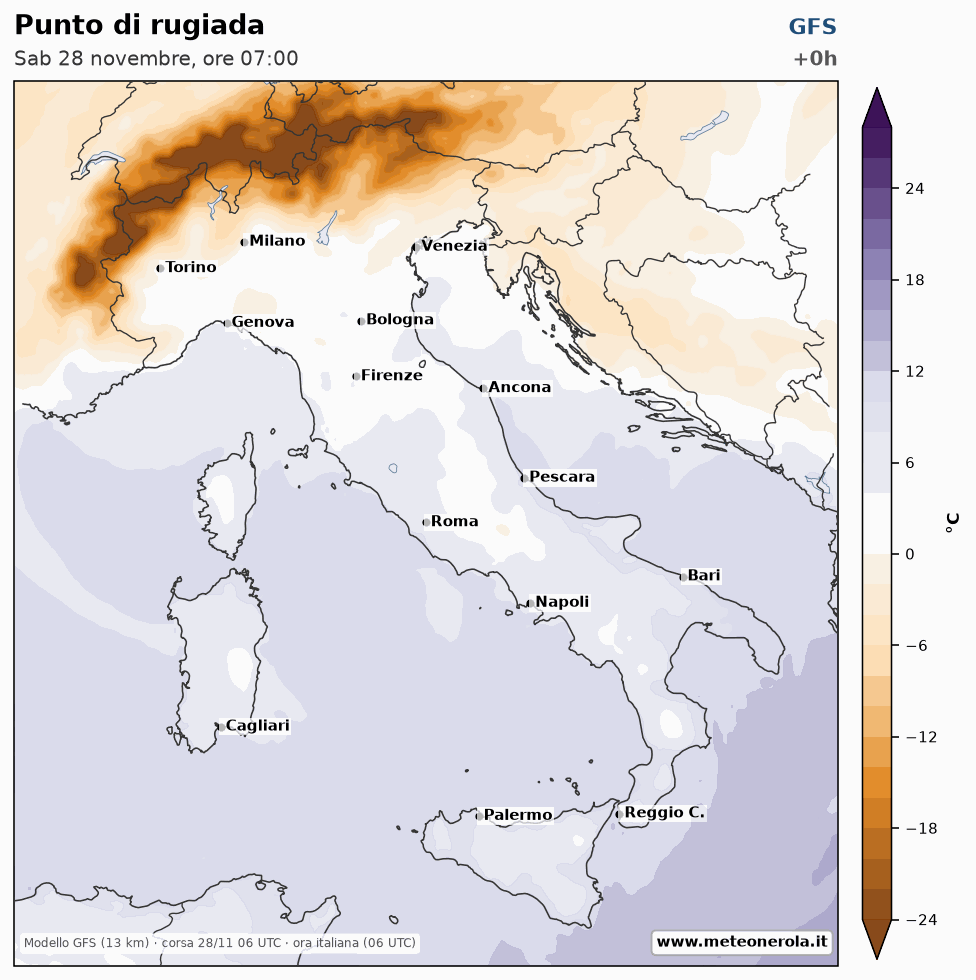 Punto di rugiada
GFS
Sab 28 novembre, ore 07:00
+0h
Milano
Venezia
Torino
Genova
Bologna
Firenze
Ancona
Pescara
Roma
Bari
Napoli
Cagliari
Palermo
Reggio C.
24
18
12
6
0
−6
−12
−18
−24
°C
Modello GFS (13 km) · corsa 28/11 06 UTC · ora italiana (06 UTC)
www.meteonerola.it